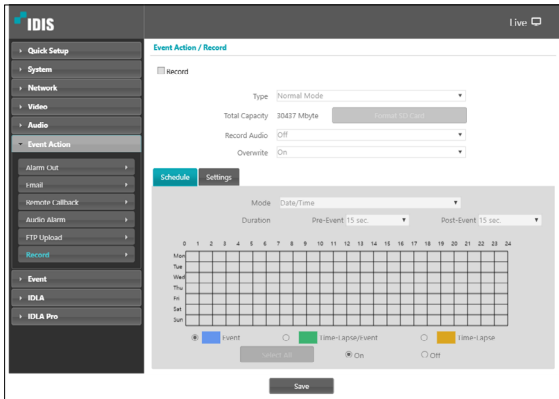 IDIS
Live
Quick Setup
System
Network
Video
Audio
Event Action
Alarm Out
Email
Remote Callback
Audio Alarm
FTP Upload
Record
Event
IDLA
IDLA Pro
Event Action / Record
Record
Type Normal Mode
Total Capacity 30437 Mbyte Format SD Card
Record Audio Off
Overwrite On
Schedule Settings
Mode Date/Time
Duration Pre-Event 15 sec. Post-Event 15 sec.
0 1 2 3 4 5 6 7 8 9 10 11 12 13 14 15 16 17 18 19 20 21 22 23 24
Mon
Tue
Wed
Thu
Fri
Sat
Sun
Event Time-Lapse/Event Time-Lapse
Select All On Off
Save